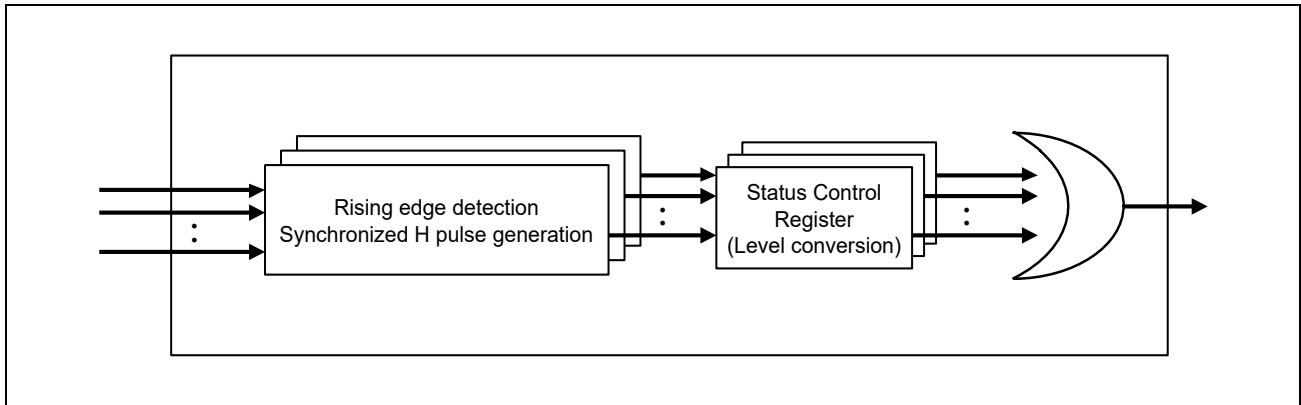 Rising edge detection
Synchronized H pulse generation
Status Control
Register
(Level conversion)